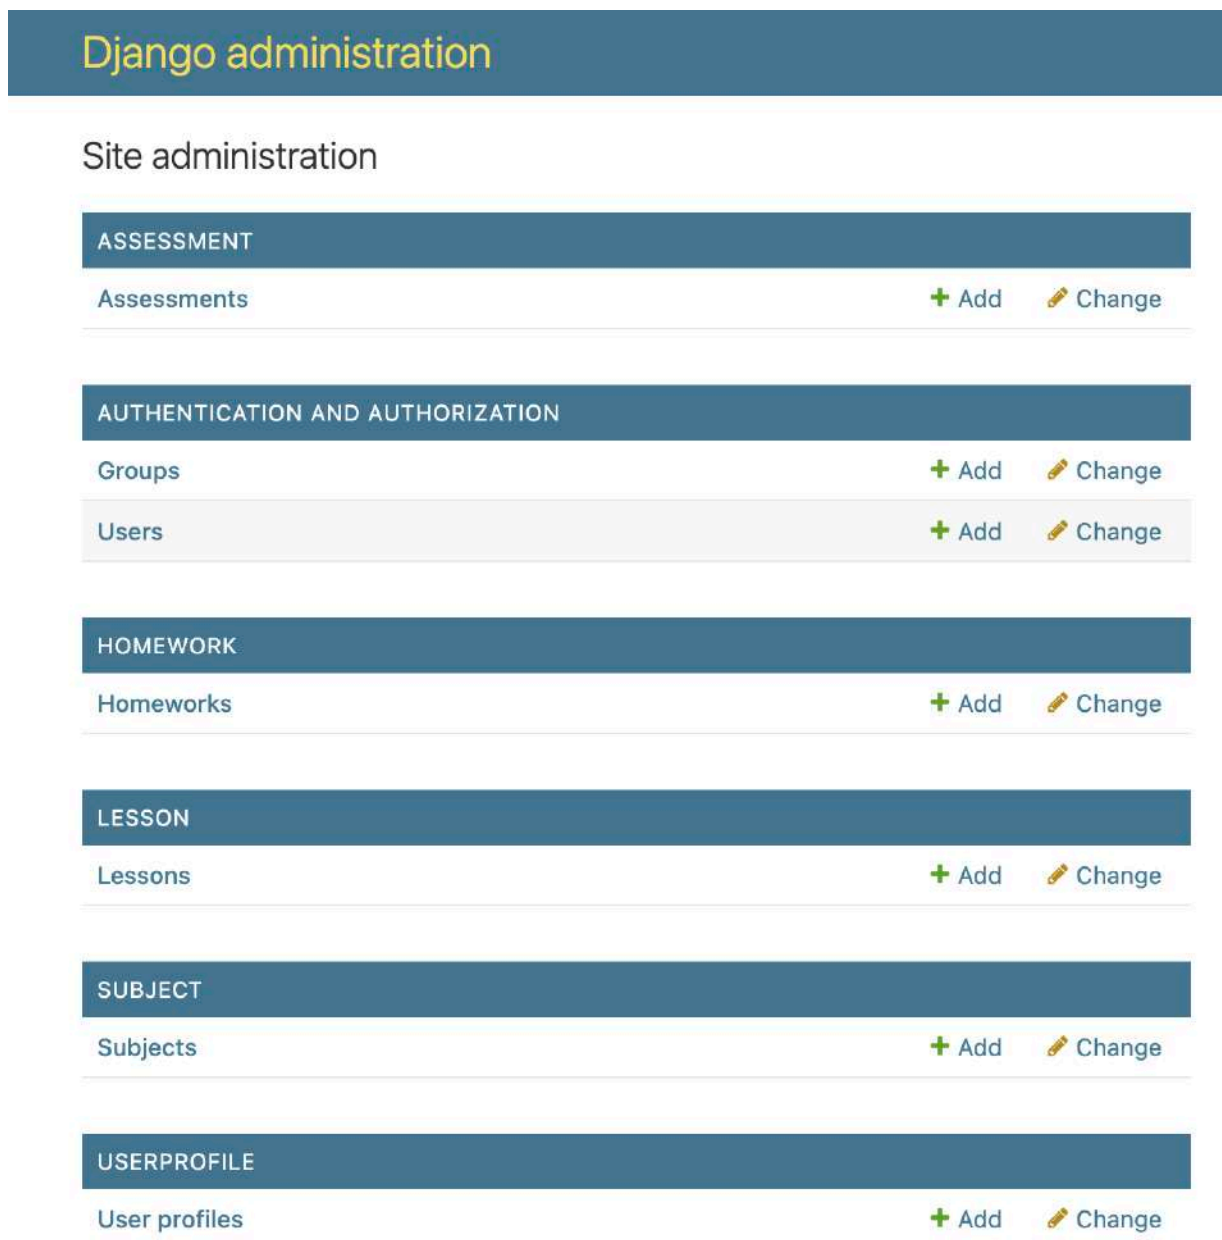 Django administration
Site administration
ASSESSMENT
Assessments Add Change
AUTHENTICATION AND AUTHORIZATION
Groups Add Change
Users Add Change
HOMEWORK
Homeworks Add Change
LESSON
Lessons Add Change
SUBJECT
Subjects Add Change
USERPROFILE
User profiles Add Change